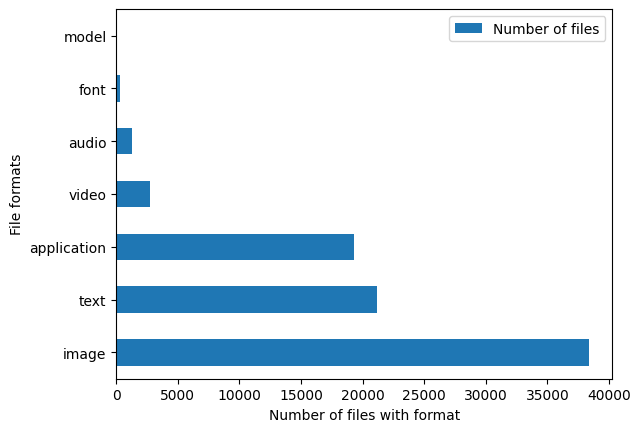 Number of files
model
font
audio
video
application
text
image
File formats
0 5000 10000 15000 20000 25000 30000 35000 40000
Number of files with format